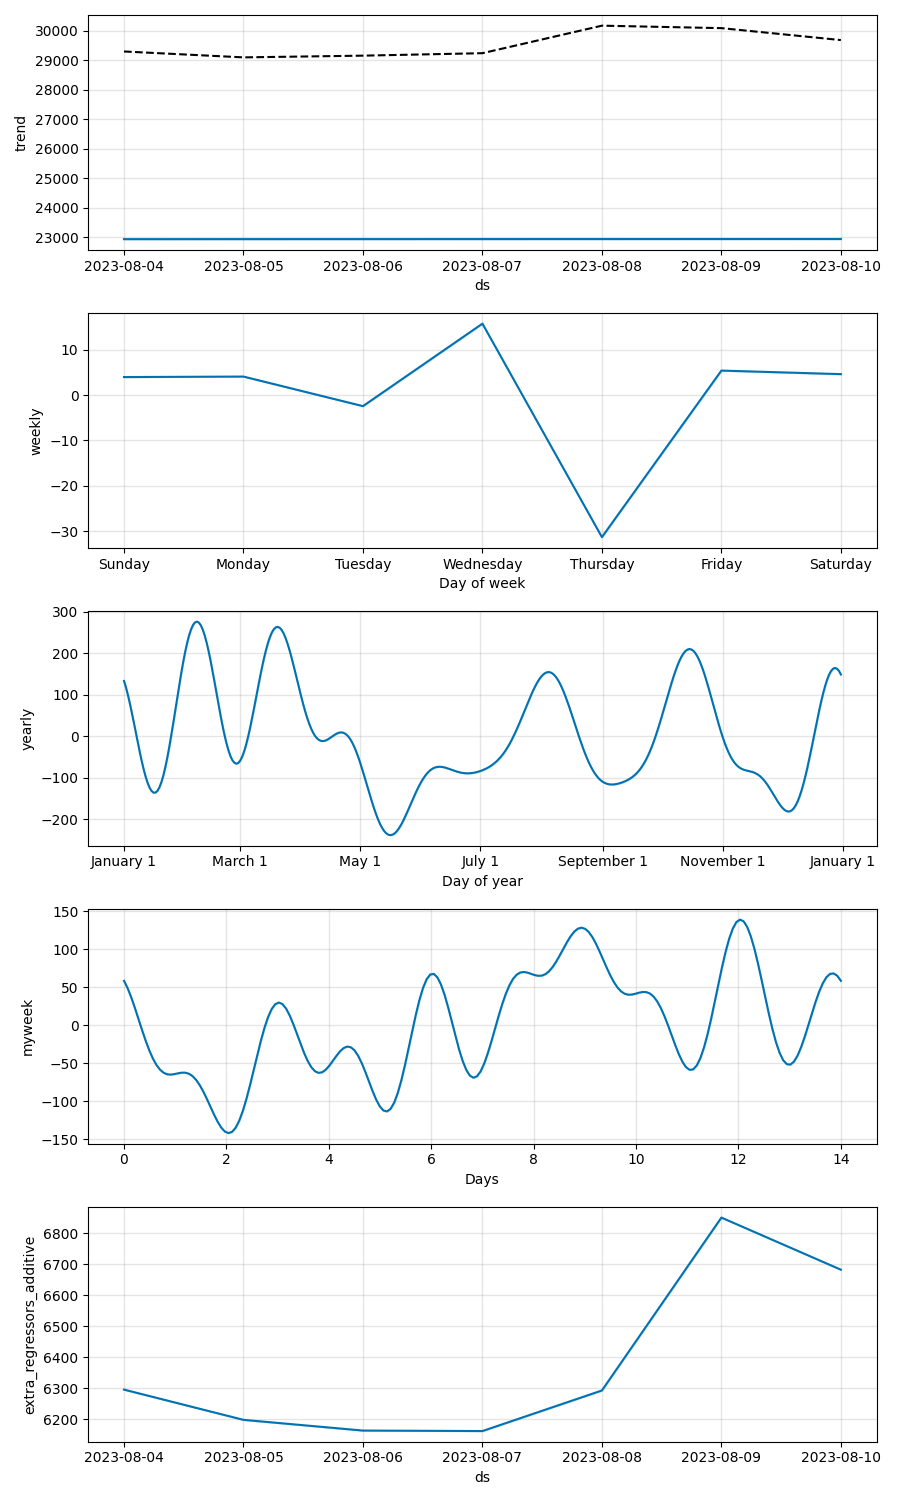 trend
30000
29000
28000
27000
26000
25000
24000
23000
2023-08-04 2023-08-05 2023-08-06 2023-08-07 2023-08-08 2023-08-09 2023-08-10
ds
weekly
10
0
−10
−20
−30
Sunday Monday Tuesday Wednesday Thursday Friday Saturday
Day of week
yearly
300
200
100
0
−100
−200
January 1 March 1 May 1 July 1 September 1 November 1 January 1
Day of year
myweek
150
100
50
0
−50
−100
−150
0 2 4 6 8 10 12 14
Days
extra_regressors_additive
6800
6700
6600
6500
6400
6300
6200
2023-08-04 2023-08-05 2023-08-06 2023-08-07 2023-08-08 2023-08-09 2023-08-10
ds